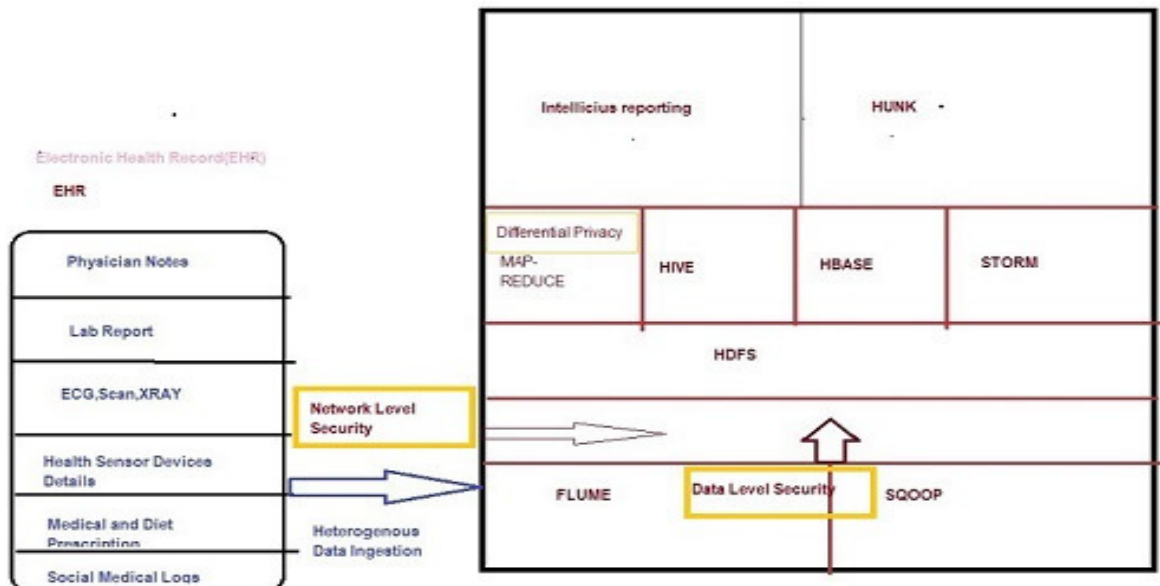 Electronic Health Record(EHR)
EHR
Physician Notes
Lab Report
ECG,Scan,XRAY
Health Sensor Devices
Details
Medical and Diet
Prescription
Social Medical Logs
Network Level
Security
Heterogenous
Data Ingestion
Intellicius reporting
HUNK
Differential Privacy
MAP-
REDUCE
HIVE
HBASE
STORM
HDFS
FLUME
Data Level Security
SQOOP